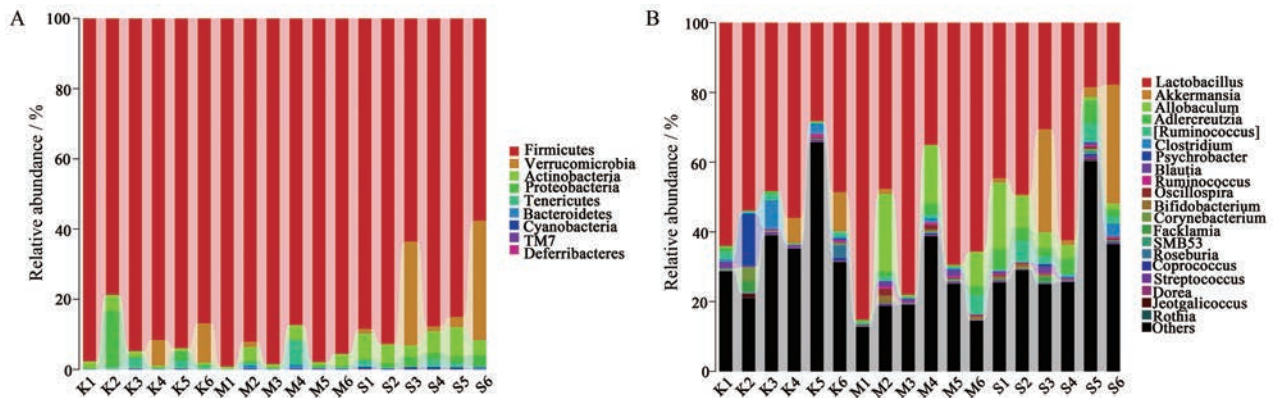 A
Relative abundance / %
100
80
60
40
20
0
K1 K2 K3 K4 K5 K6 M1 M2 M3 M4 M5 M6 S1 S2 S3 S4 S5 S6
Firmicutes
Verrucomicrobia
Actinobacteria
Proteobacteria
Tenericutes
Bacteroidetes
Cyanobacteria
TM7
Deferribacteres
B
Relative abundance / %
100
80
60
40
20
0
K1 K2 K3 K4 K5 K6 M1 M2 M3 M4 M5 M6 S1 S2 S3 S4 S5 S6
Lactobacillus
Akkermansia
Allobaculum
Adlercreutzia
[Ruminococcus]
Clostridium
Psychrobacter
Blautia
Ruminococcus
Oscillospira
Bifidobacterium
Corynebacterium
Facklamia
SMB53
Roseburia
Coprococcus
Streptococcus
Dorea
Jeotgalicoccus
Rothia
Others